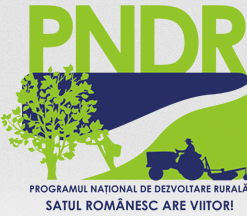 PNDR
PROGRAMUL NAȚIONAL DE DEZVOLTARE RURALĂ
SATUL ROMÂNESC ARE VIITOR!